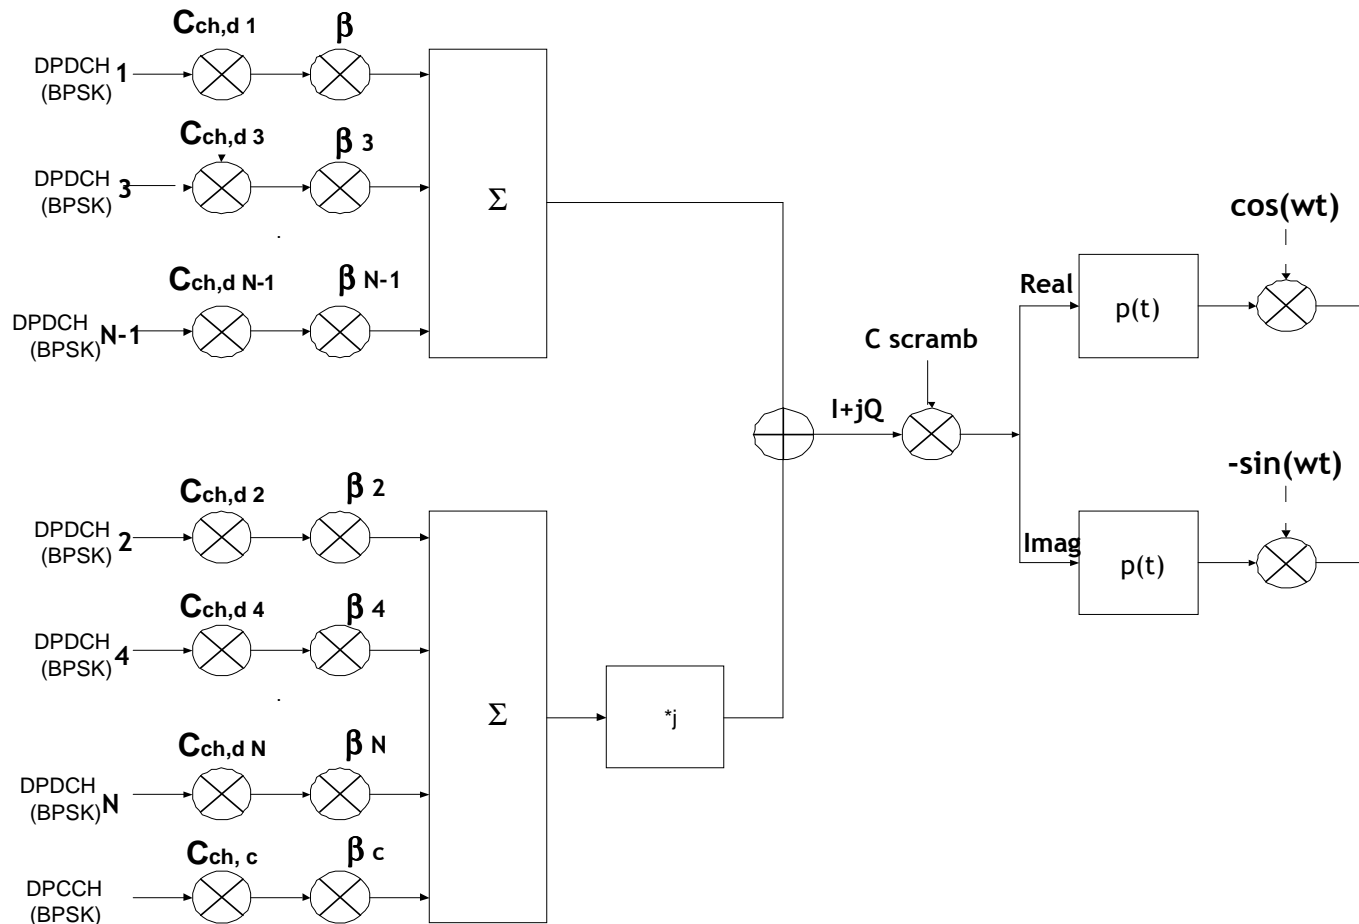 Cch,d 1 β
DPDCH 1
(BPSK)
Cch,d 3 β 3
DPDCH 3
(BPSK)
Σ
Cch,d N-1 β N-1
DPDCH N-1
(BPSK)
cos(wt)
Real
p(t)
C scramb
I+jQ
-sin(wt)
Imag
p(t)
Cch,d 2 β 2
DPDCH 2
(BPSK)
Cch,d 4 β 4
DPDCH 4
(BPSK)
Σ
*j
Cch,d N β N
DPDCH N
(BPSK)
Cch, c β c
DPCCH
(BPSK)